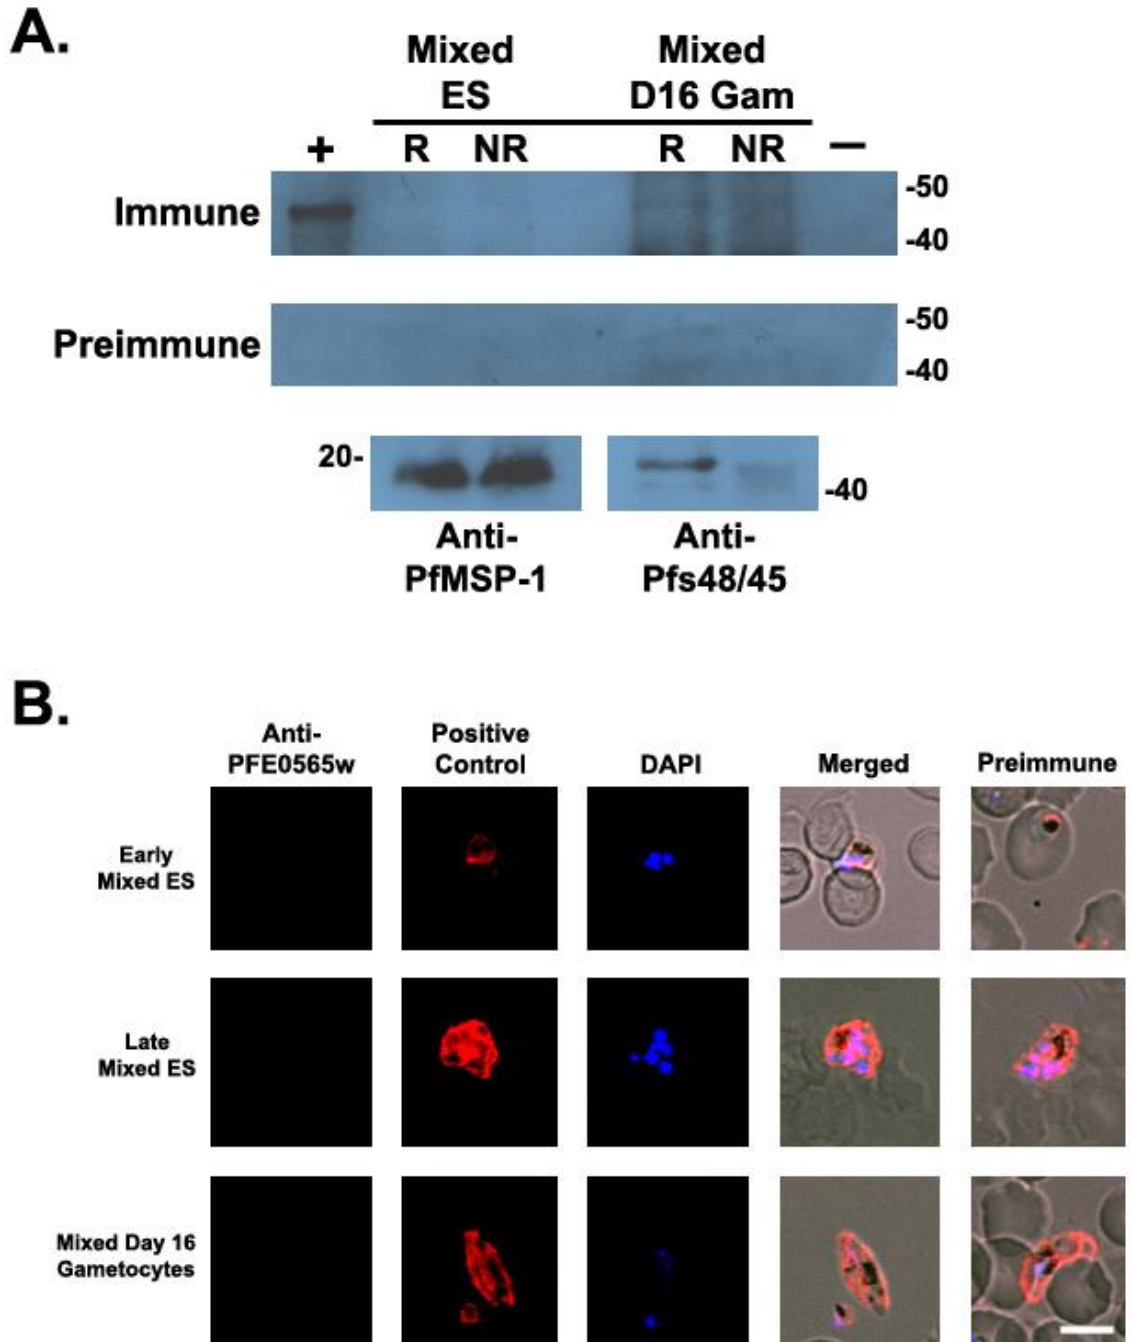 A.
Mixed ES
Mixed D16 Gam
+ R NR R NR —
Immune
-50
-40
Preimmune
-50
-40
20-
-40
Anti-
PfMSP-1
Anti-
Pfs48/45
B.
Anti-
PFE0565w
Positive
Control
DAPI
Merged
Preimmune
Early
Mixed ES
Late
Mixed ES
Mixed Day 16
Gametocytes